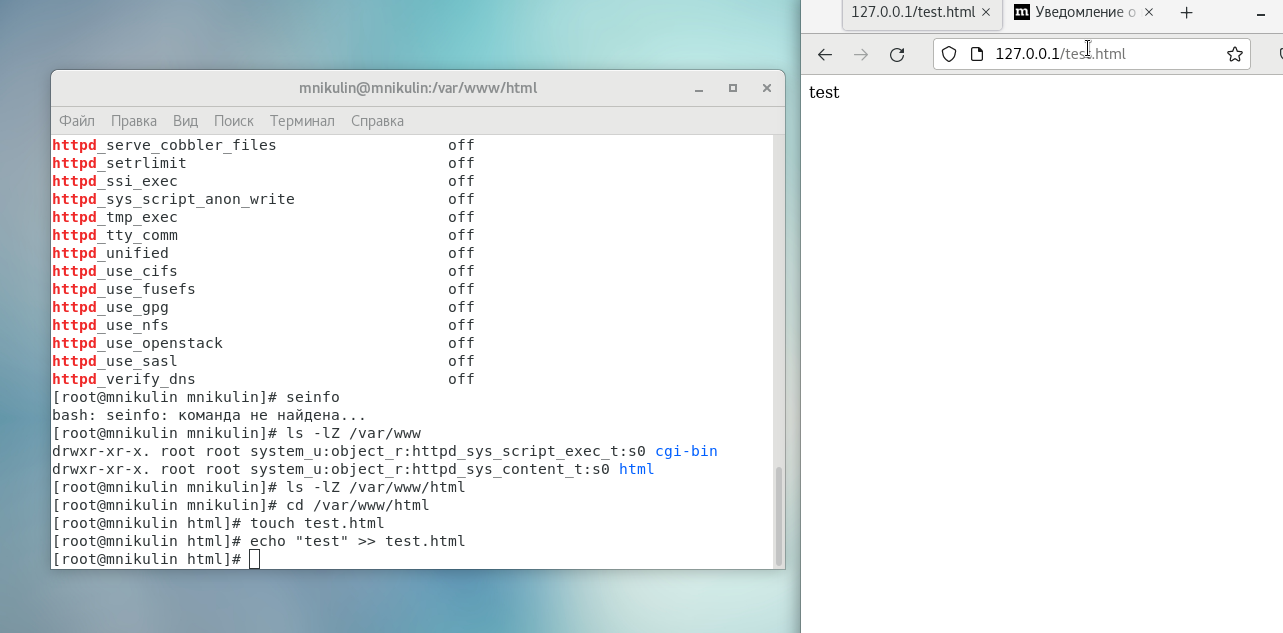 mnikulin@mnikulin:/var/www/html
Файл Правка Вид Поиск Терминал Справка
httpd_serve_cobbler_files off
httpd_setrlimit off
httpd_ssi_exec off
httpd_sys_script_anon_write off
httpd_tmp_exec off
httpd_tty_comm off
httpd_unified off
httpd_use_cifs off
httpd_use_fusefs off
httpd_use_gpg off
httpd_use_nfs off
httpd_use_openstack off
httpd_use_sasl off
httpd_verify_dns off
[root@mnikulin mnikulin]# seinfo
bash: seinfo: команда не найдена...
[root@mnikulin mnikulin]# ls -lZ /var/www
drwxr-xr-x. root root system_u:object_r:httpd_sys_script_exec_t:s0 cgi-bin
drwxr-xr-x. root root system_u:object_r:httpd_sys_content_t:s0 html
[root@mnikulin mnikulin]# ls -lZ /var/www/html
[root@mnikulin mnikulin]# cd /var/www/html
[root@mnikulin html]# touch test.html
[root@mnikulin html]# echo "test" >> test.html
[root@mnikulin html]#
127.0.0.1/test.html
m Уведомление о
127.0.0.1/test.html
test